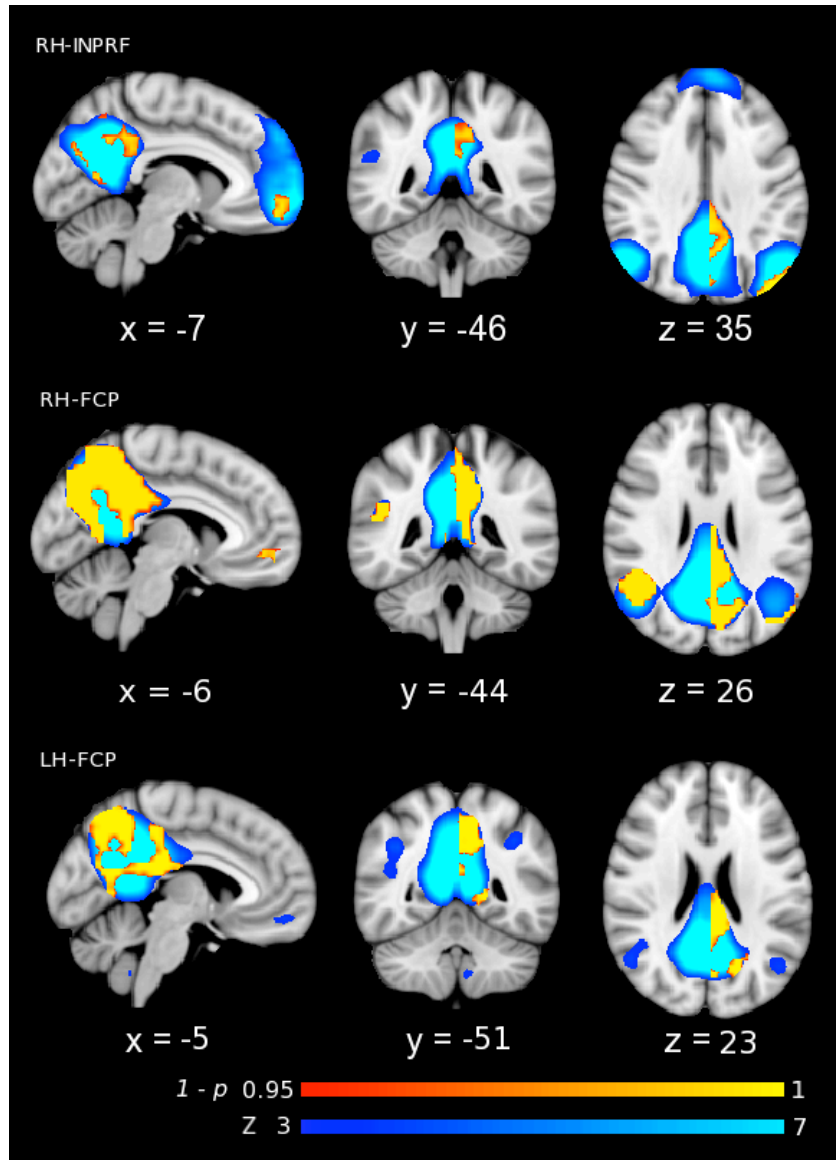 RH-INPRF
x = -7 y = -46 z = 35
RH-FCP
x = -6 y = -44 z = 26
LH-FCP
x = -5 y = -51 z = 23
1 - p 0.95 1
Z 3 7